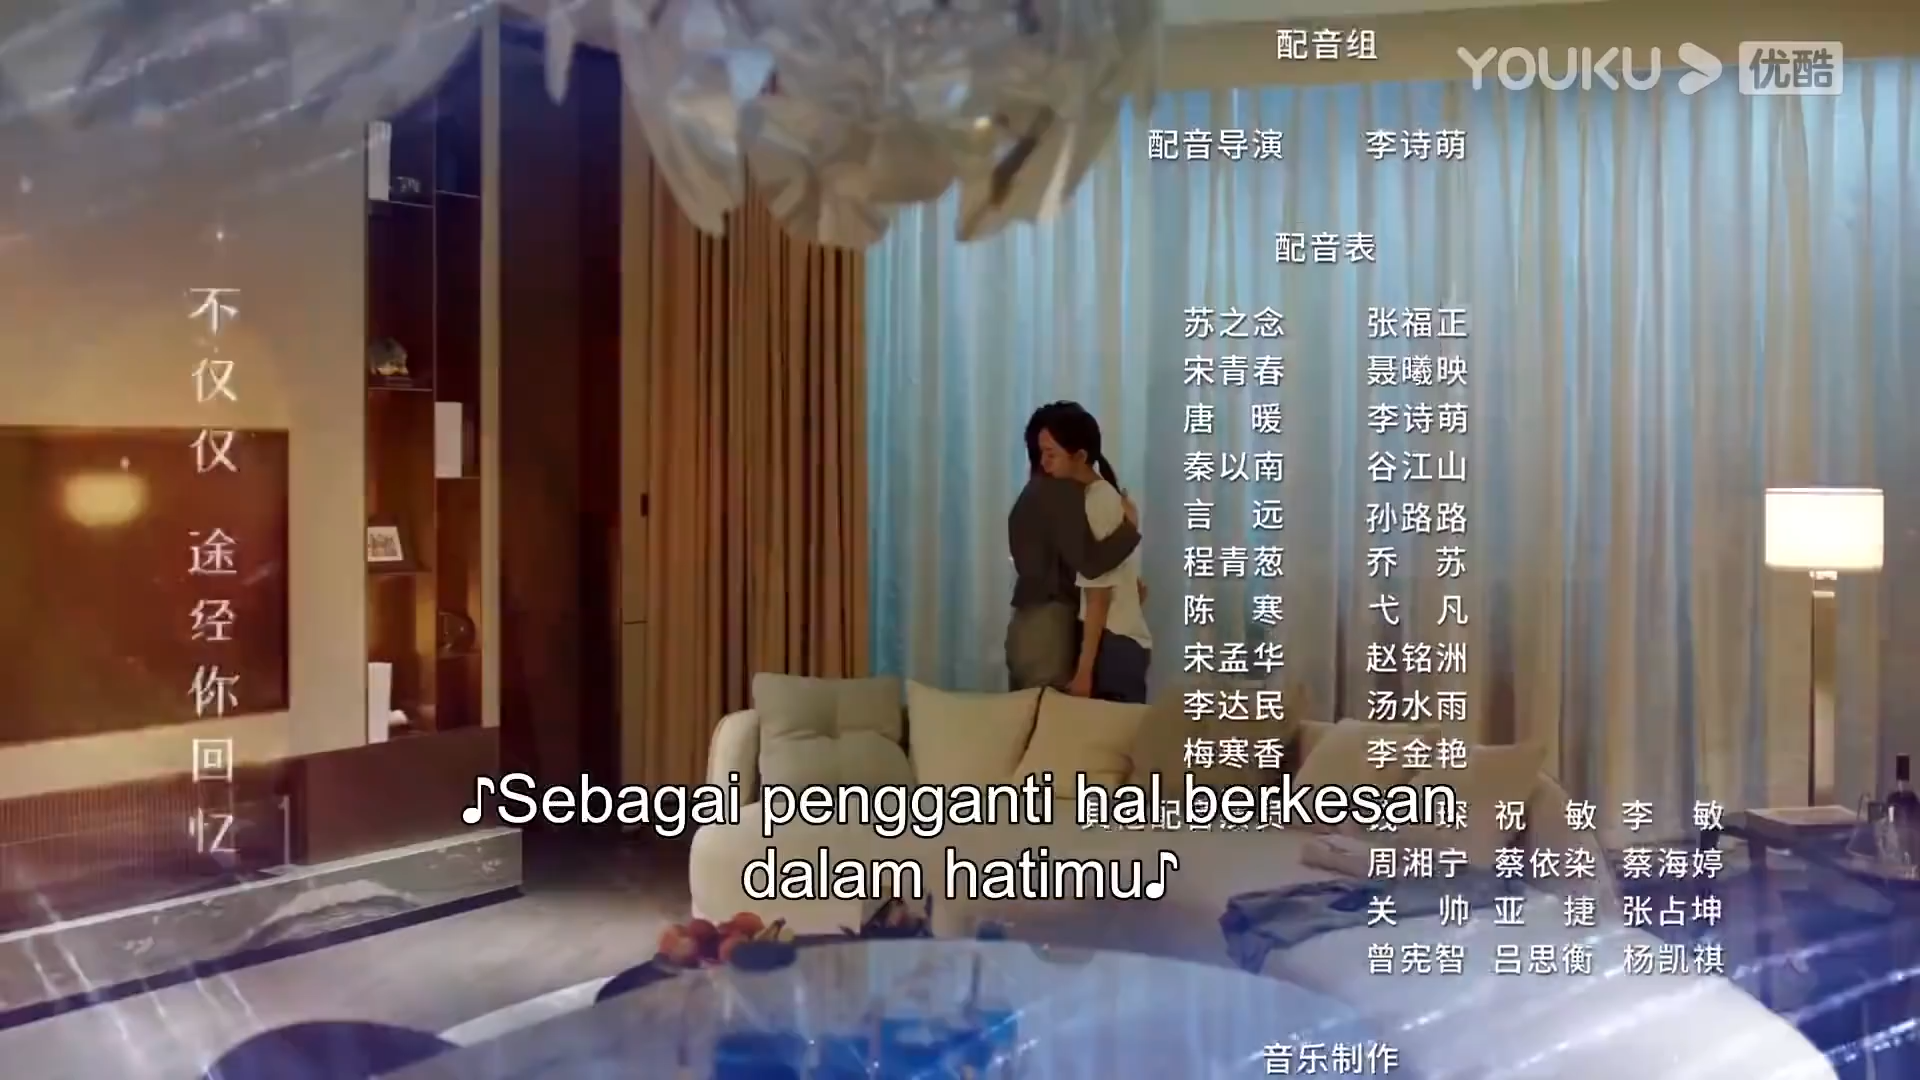 配音组
YOUKU 优酷
配音导演 李诗萌
配音表
苏之念 张福正
宋青春 聂曦映
唐 暖 李诗萌
秦以南 谷江山
言 远 孙路路
程青葱 乔 苏
陈 寒 弋 凡
宋孟华 赵铭洲
李达民 汤水雨
梅寒香 李金艳
琛 祝 敏 李 敏
周湘宁 蔡依染 蔡海婷
关 帅 亚 捷 张占坤
曾宪智 吕思衡 杨凯祺
音乐制作
不仅仅 途经你回忆
♪Sebagai pengganti hal berkesan
dalam hatimu♪